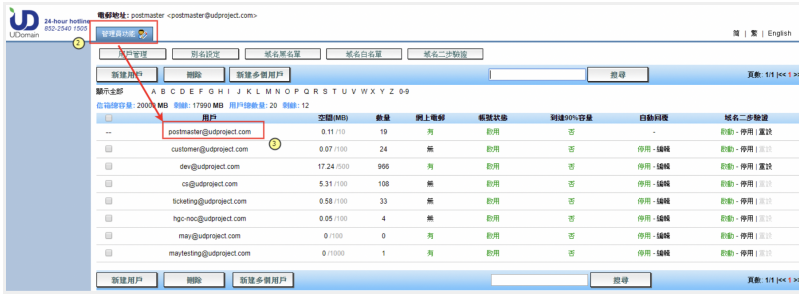 電郵地址: postmaster <postmaster@udproject.com>
UD
UDomain
24-hour hotline
852-2540 1505
管理員功能
简 | 繁 | English
2
用戶管理 別名設定 域名黑名單 域名白名單 域名二步驗證
新建用戶 刪除 新建多個用戶 搜尋 頁數: 1/1 |<< 1 >>
顯示全部 A B C D E F G H I J K L M N O P Q R S T U V W X Y Z 0-9
信箱總容量: 20000 MB 剩餘: 17990 MB 用戶總數量: 20 剩餘: 12
用戶 空間(MB) 數量 網上電郵 帳號狀態 到達90%容量 自動回覆 域名二步驗證
-- postmaster@udproject.com 0.11 /10 19 有 啟用 否 - 啟動 - 停用 | 重設
3
customer@udproject.com 0.07 /100 24 無 啟用 否 停用 - 編輯 啟動 - 停用 | 重設
dev@udproject.com 17.24 /500 966 有 啟用 否 停用 - 編輯 啟動 - 停用 | 重設
cs@udproject.com 5.31 /100 108 無 啟用 否 停用 - 編輯 啟動 - 停用 | 重設
ticketing@udproject.com 0.58 /100 33 無 啟用 否 停用 - 編輯 啟動 - 停用 | 重設
hgc-noc@udproject.com 0.05 /100 4 無 啟用 否 停用 - 編輯 啟動 - 停用 | 重設
may@udproject.com 0 /100 0 有 啟用 否 停用 - 編輯 啟動 - 停用 | 重設
maytesting@udproject.com 0 /1000 1 有 啟用 否 停用 - 編輯 啟動 - 停用 | 重設
新建用戶 刪除 新建多個用戶 搜尋 頁數: 1/1 |<< 1 >>